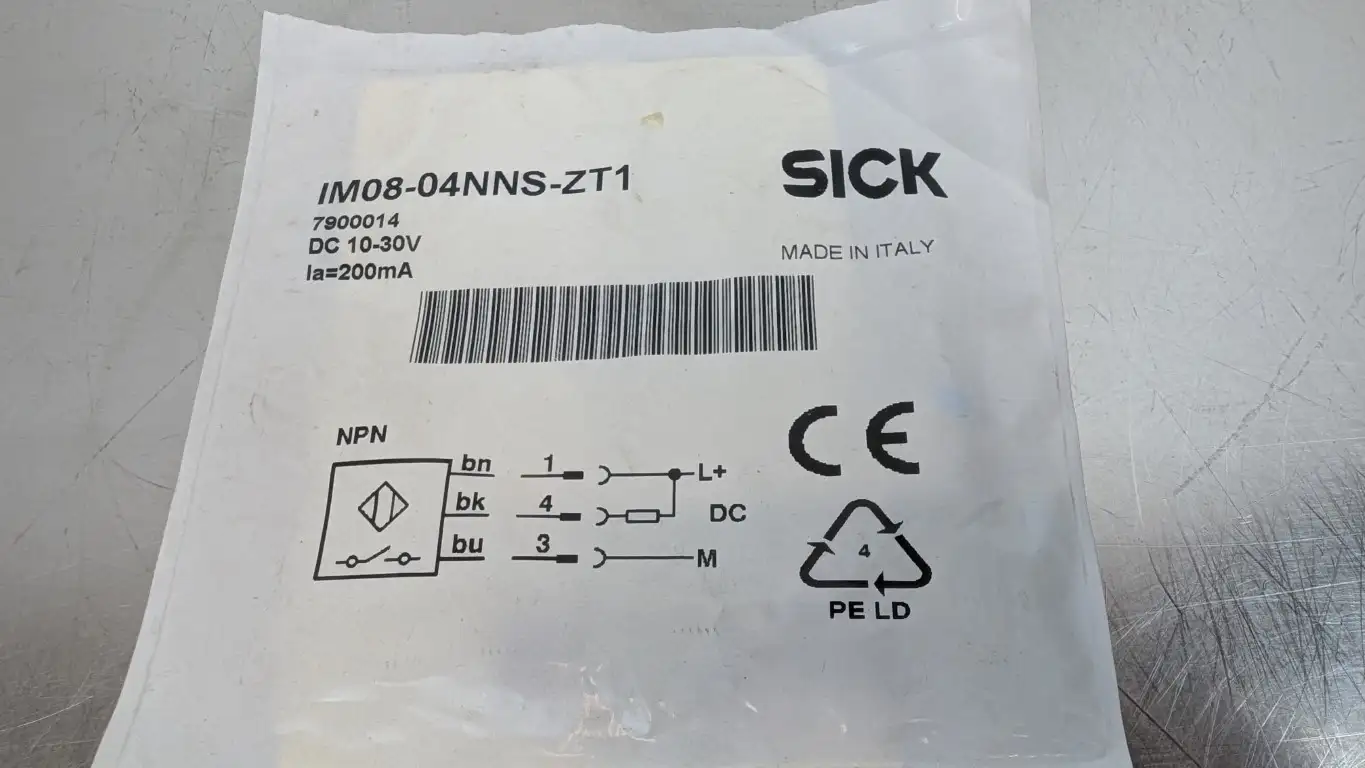 IM08-04NNS-ZT1
7900014
DC 10-30V
Ia=200mA
SICK
MADE IN ITALY
CE
NPN
bn 1 L+
bk 4 DC
bu 3 M
4
PE LD